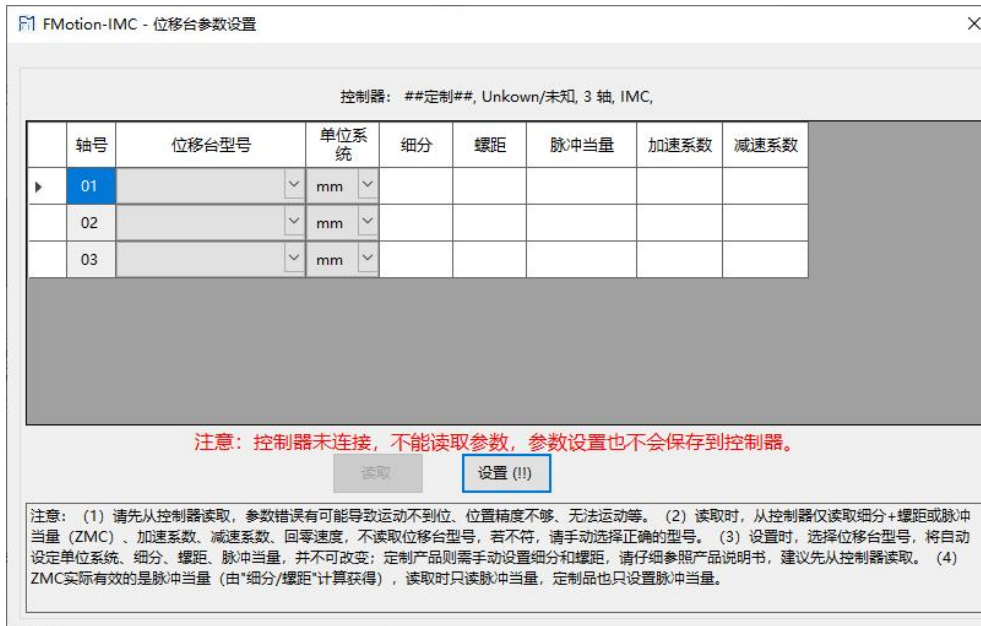 FMotion-IMC - 位移台参数设置
控制器： ##定制##, Unkown/未知, 3 轴, IMC,
轴号 位移台型号 单位系统 细分 螺距 脉冲当量 加速系数 减速系数
01 mm
02 mm
03 mm
注意：控制器未连接，不能读取参数，参数设置也不会保存到控制器。
读取 设置 (!!)
注意：（1）请先从控制器读取，参数错误有可能导致运动不到位、位置精度不够、无法运动等。（2）读取时，从控制器仅读取细分+螺距或脉冲
当量（ZMC）、加速系数、减速系数、回零速度，不读取位移台型号，若不符，请手动选择正确的型号。（3）设置时，选择位移台型号，将自动
设定单位系统、细分、螺距、脉冲当量，并不可改变；定制产品则需手动设置细分和螺距，请仔细参照产品说明书，建议先从控制器读取。（4）
ZMC实际有效的是脉冲当量（由"细分/螺距"计算获得），读取时只读脉冲当量，定制品也只设置脉冲当量。